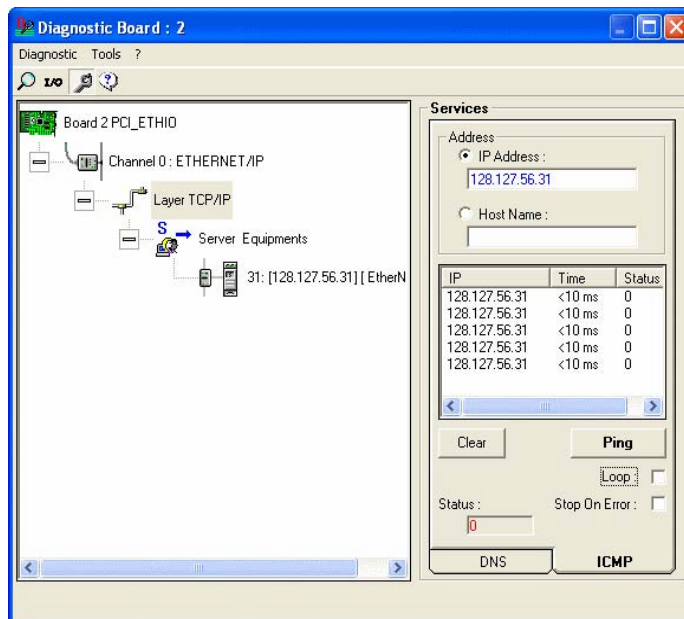 Diagnostic Board : 2
Diagnostic Tools ?
I/O
Board 2 PCI_ETHIO
Channel 0 : ETHERNET/IP
Layer TCP/IP
S
Server Equipments
31: [128.127.56.31] [ EtherN
Services
Address
IP Address :
128.127.56.31
Host Name :
IP Time Status
128.127.56.31 <10 ms 0
128.127.56.31 <10 ms 0
128.127.56.31 <10 ms 0
128.127.56.31 <10 ms 0
128.127.56.31 <10 ms 0
Clear Ping
Loop :
Status : Stop On Error :
0
DNS ICMP